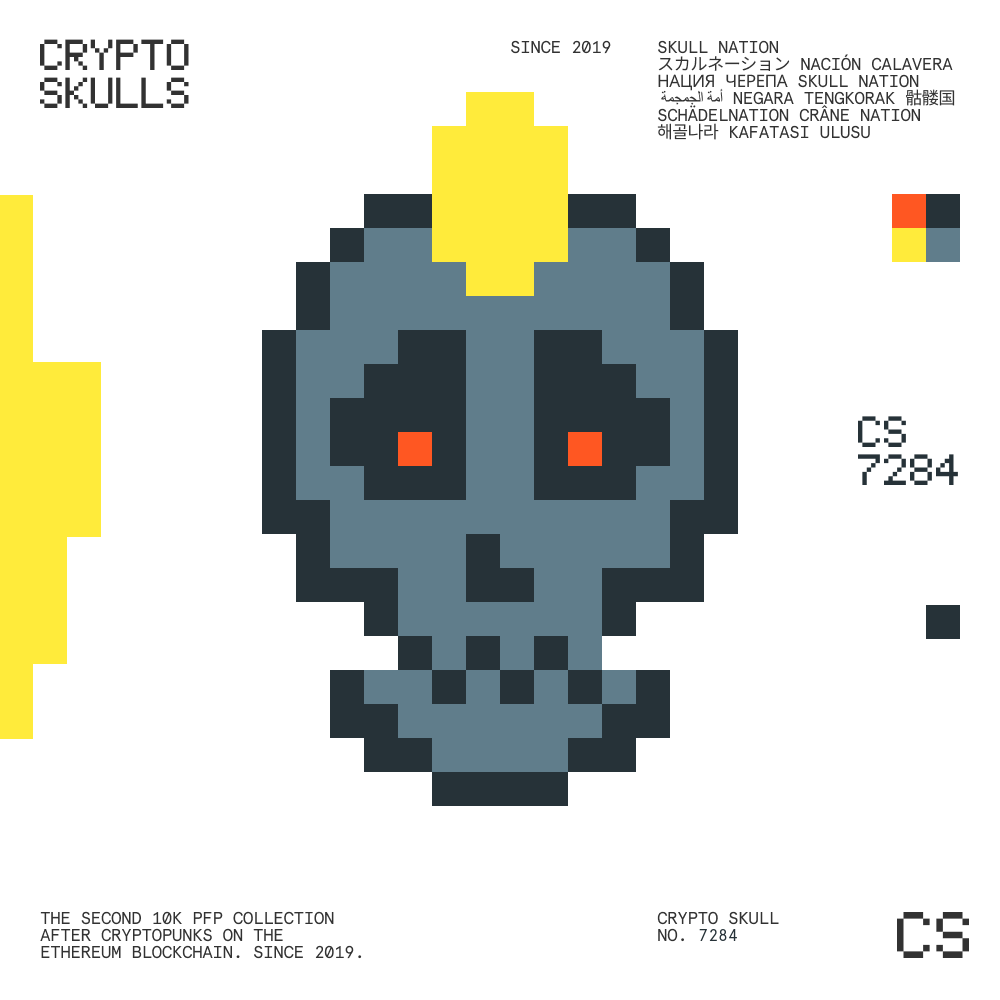 CRYPTO
SKULLS
SINCE 2019
SKULL NATION
スカルネーション NACIÓN CALAVERA
НАЦИЯ ЧЕРЕПА SKULL NATION
أمة الجمجمة NEGARA TENGKORAK 骷髅国
SCHÄDELNATION CRÂNE NATION
해골나라 KAFATASI ULUSU
CS
7284
THE SECOND 10K PFP COLLECTION
AFTER CRYPTOPUNKS ON THE
ETHEREUM BLOCKCHAIN. SINCE 2019.
CRYPTO SKULL
NO. 7284
CS